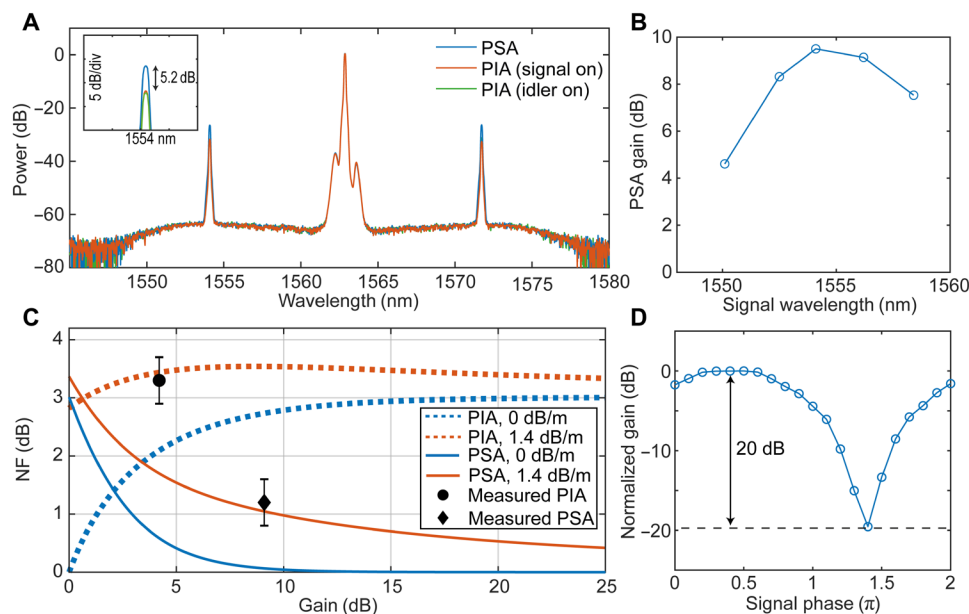 A
0
−20
−40
−60
−80
Power (dB)
1550
1555
1560
1565
1570
1575
1580
Wavelength (nm)
PSA
PIA (signal on)
PIA (idler on)
5 dB/div
5.2 dB
1554 nm
B
10
8
6
4
2
0
PSA gain (dB)
1550
1555
1560
Signal wavelength (nm)
C
4
3
2
1
0
NF (dB)
0
5
10
15
20
25
Gain (dB)
PIA, 0 dB/m
PIA, 1.4 dB/m
PSA, 0 dB/m
PSA, 1.4 dB/m
Measured PIA
Measured PSA
D
0
−10
−20
Normalized gain (dB)
20 dB
0
0.5
1
1.5
2
Signal phase (π)